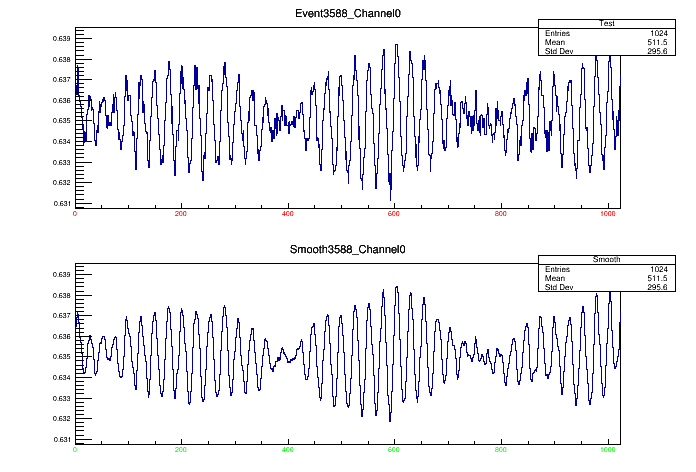 Event3588_Channel0
Test
Entries 1024
Mean 511.5
Std Dev 295.6
0.639
0.638
0.637
0.636
0.635
0.634
0.633
0.632
0.631
0 200 400 600 800 1000
Smooth3588_Channel0
Smooth
Entries 1024
Mean 511.5
Std Dev 295.6
0.639
0.638
0.637
0.636
0.635
0.634
0.633
0.632
0.631
0 200 400 600 800 1000